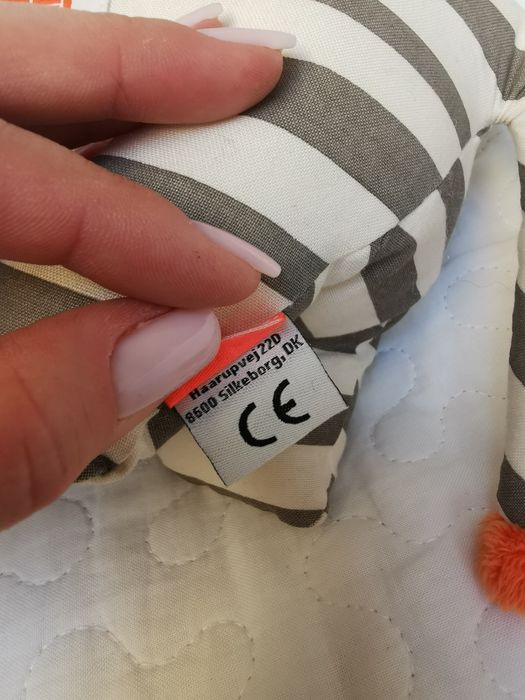 Haarupvej 22D
8600 Silkeborg, DK
CE